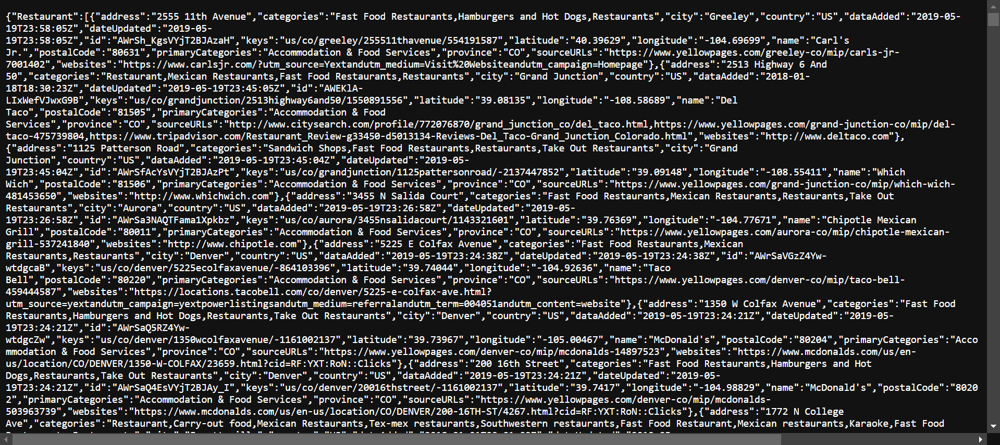 {"Restaurant":[{"address":"2555 11th Avenue","categories":"Fast Food Restaurants,Hamburgers and Hot Dogs,Restaurants","city":"Greeley","country":"US","dataAdded":"2019-05-
19T23:58:05Z","dateUpdated":"2019-05-
19T23:58:05Z","id":"AWrSh_KgsVYjT2BJAzaH","keys":"us/co/greeley/255511thavenue/554191587","latitude":"40.39629","longitude":"-104.69699","name":"Carl's
Jr.","postalCode":"80631","primaryCategories":"Accommodation & Food Services","province":"CO","sourceURLs":"https://www.yellowpages.com/greeley-co/mip/carls-jr-
7001402","websites":"https://www.carlsjr.com/?utm_source=Yextandutm_medium=Visit%20Websiteandutm_campaign=Homepage"},{"address":"2513 Highway 6 And
50","categories":"Restaurant,Mexican Restaurants,Fast Food Restaurants,Restaurants","city":"Grand Junction","country":"US","dataAdded":"2018-01-
18T18:30:23Z","dateUpdated":"2019-05-19T23:45:05Z","id":"AWEKlA-
LIxWefVJwxG9B","keys":"us/co/grandjunction/2513highway6and50/1550891556","latitude":"39.08135","longitude":"-108.58689","name":"Del
Taco","postalCode":"81505","primaryCategories":"Accommodation & Food
Services","province":"CO","sourceURLs":"http://www.citysearch.com/profile/772076870/grand_junction_co/del_taco.html,https://www.yellowpages.com/grand-junction-co/mip/del-
taco-475739804,https://www.tripadvisor.com/Restaurant_Review-g33450-d5013134-Reviews-Del_Taco-Grand_Junction_Colorado.html","websites":"http://www.deltaco.com"},
{"address":"1125 Patterson Road","categories":"Sandwich Shops,Fast Food Restaurants,Restaurants,Take Out Restaurants","city":"Grand
Junction","country":"US","dataAdded":"2019-05-19T23:45:04Z","dateUpdated":"2019-05-
19T23:45:04Z","id":"AWrSfAcYsVYjT2BJAzPt","keys":"us/co/grandjunction/1125pattersonroad/-2137447852","latitude":"39.09148","longitude":"-108.55411","name":"Which
Wich","postalCode":"81506","primaryCategories":"Accommodation & Food Services","province":"CO","sourceURLs":"https://www.yellowpages.com/grand-junction-co/mip/which-wich-
481453650","websites":"http://www.whichwich.com"},{"address":"3455 N Salida Court","categories":"Fast Food Restaurants,Mexican Restaurants,Restaurants,Take Out
Restaurants","city":"Aurora","country":"US","dataAdded":"2019-05-19T23:26:58Z","dateUpdated":"2019-05-
19T23:26:58Z","id":"AWrSa3NAQTFama1Xpkbz","keys":"us/co/aurora/3455nsalidacourt/1143321601","latitude":"39.76369","longitude":"-104.77671","name":"Chipotle Mexican
Grill","postalCode":"80011","primaryCategories":"Accommodation & Food Services","province":"CO","sourceURLs":"https://www.yellowpages.com/aurora-co/mip/chipotle-mexican-
grill-537241840","websites":"http://www.chipotle.com"},{"address":"5225 E Colfax Avenue","categories":"Fast Food Restaurants,Mexican
Restaurants,Restaurants","city":"Denver","country":"US","dataAdded":"2019-05-19T23:24:38Z","dateUpdated":"2019-05-19T23:24:38Z","id":"AWrSaVGzZ4Yw-
wtdgcaB","keys":"us/co/denver/5225ecolfaxavenue/-864103396","latitude":"39.74044","longitude":"-104.92636","name":"Taco
Bell","postalCode":"80220","primaryCategories":"Accommodation & Food Services","province":"CO","sourceURLs":"https://www.yellowpages.com/denver-co/mip/taco-bell-
459444587","websites":"https://locations.tacobell.com/co/denver/5225-e-colfax-ave.html?
utm_source=yextandutm_campaign=yextpowerlistingsandutm_medium=referralandutm_term=004051andutm_content=website"},{"address":"1350 W Colfax Avenue","categories":"Fast Food
Restaurants,Hamburgers and Hot Dogs,Restaurants,Take Out Restaurants","city":"Denver","country":"US","dataAdded":"2019-05-19T23:24:21Z","dateUpdated":"2019-05-
19T23:24:21Z","id":"AWrSaQ5RZ4Yw-
wtdgcZw","keys":"us/co/denver/1350wcolfaxavenue/-1161002137","latitude":"39.73967","longitude":"-105.00467","name":"McDonald's","postalCode":"80204","primaryCategories":"Acco
mmodation & Food Services","province":"CO","sourceURLs":"https://www.yellowpages.com/denver-co/mip/mcdonalds-14897523","websites":"https://www.mcdonalds.com/us/en-
us/location/CO/DENVER/1350-W-COLFAX/23659.html?cid=RF:YXT:RoN::Clicks"},{"address":"200 16th Street","categories":"Fast Food Restaurants,Hamburgers and Hot
Dogs,Restaurants,Take Out Restaurants","city":"Denver","country":"US","dataAdded":"2019-05-19T23:24:21Z","dateUpdated":"2019-05-
19T23:24:21Z","id":"AWrSaQ4EsVYjT2BJAy_I","keys":"us/co/denver/20016thstreet/-1161002137","latitude":"39.7417","longitude":"-104.98829","name":"McDonald's","postalCode":"8020
2","primaryCategories":"Accommodation & Food Services","province":"CO","sourceURLs":"https://www.yellowpages.com/denver-co/mip/mcdonalds-
503963739","websites":"https://www.mcdonalds.com/us/en-us/location/CO/DENVER/200-16TH-ST/4267.html?cid=RF:YXT:RoN::Clicks"},{"address":"1772 N College
Ave","categories":"Restaurant,Carry-out food,Mexican Restaurants,Tex-mex restaurants,Southwestern restaurants,Fast Food Restaurant,Mexican restaurants,Karaoke,Fast Food